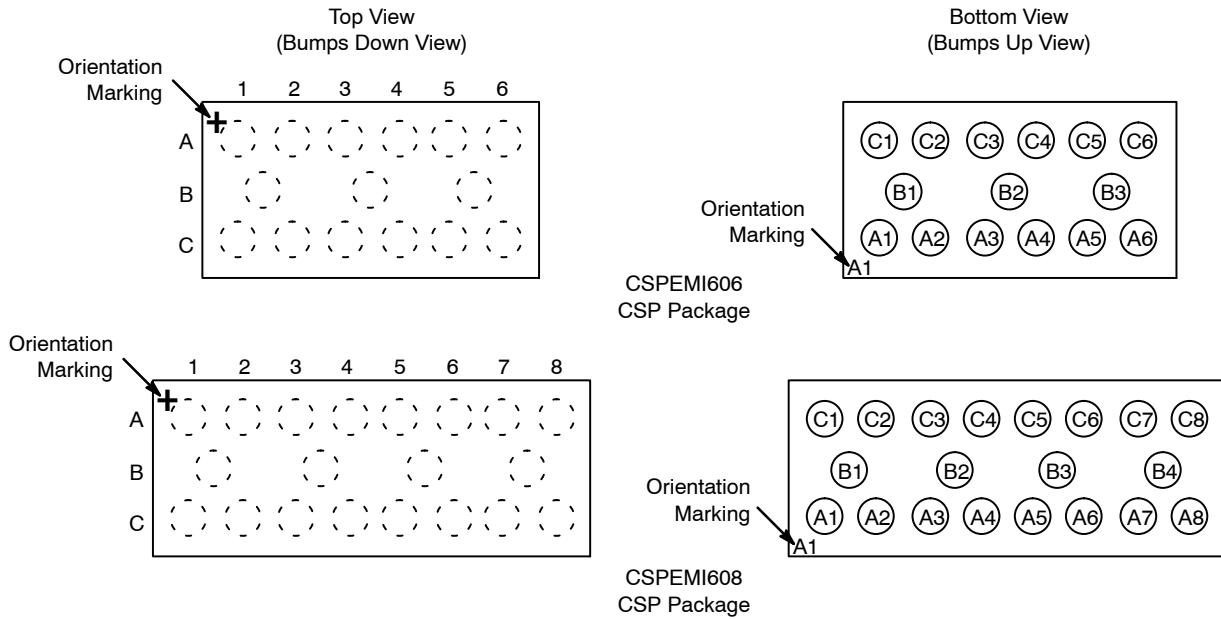 Top View
(Bumps Down View)
Bottom View
(Bumps Up View)
Orientation
Marking
1 2 3 4 5 6
+
A
B
C
C1 C2 C3 C4 C5 C6
B1 B2 B3
Orientation
Marking
A1 A2 A3 A4 A5 A6
A1
CSPEMI606
CSP Package
Orientation
Marking
1 2 3 4 5 6 7 8
+
A
B
C
C1 C2 C3 C4 C5 C6 C7 C8
B1 B2 B3 B4
Orientation
Marking
A1 A2 A3 A4 A5 A6 A7 A8
A1
CSPEMI608
CSP Package